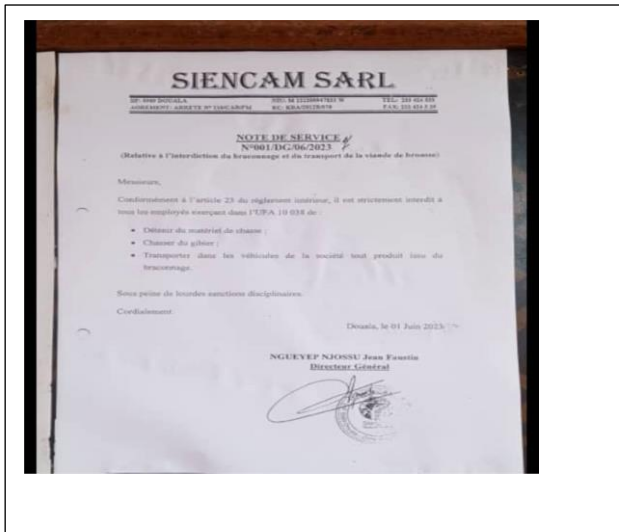 SIENCAM SARL
BP: DOUALA
AGREMENT: ARRETE N°
NOTE DE SERVICE
N°001/DG/06/2023
(Relative à l'interdiction du braconnage et du transport de la viande de brousse)
Messieurs,
Conformément à l'article 23 du règlement intérieur, il est strictement interdit à
tous les employés exerçant dans l'UFA 10 038 de :
• Détenir du matériel de chasse ;
• Chasser du gibier ;
• Transporter dans les véhicules de la société tout produit issu du
braconnage.
Sous peine de lourdes sanctions disciplinaires.
Cordialement
Douala, le 01 Juin 2023
NGUEYEP NJOSSU Jean Faustin
Directeur Général